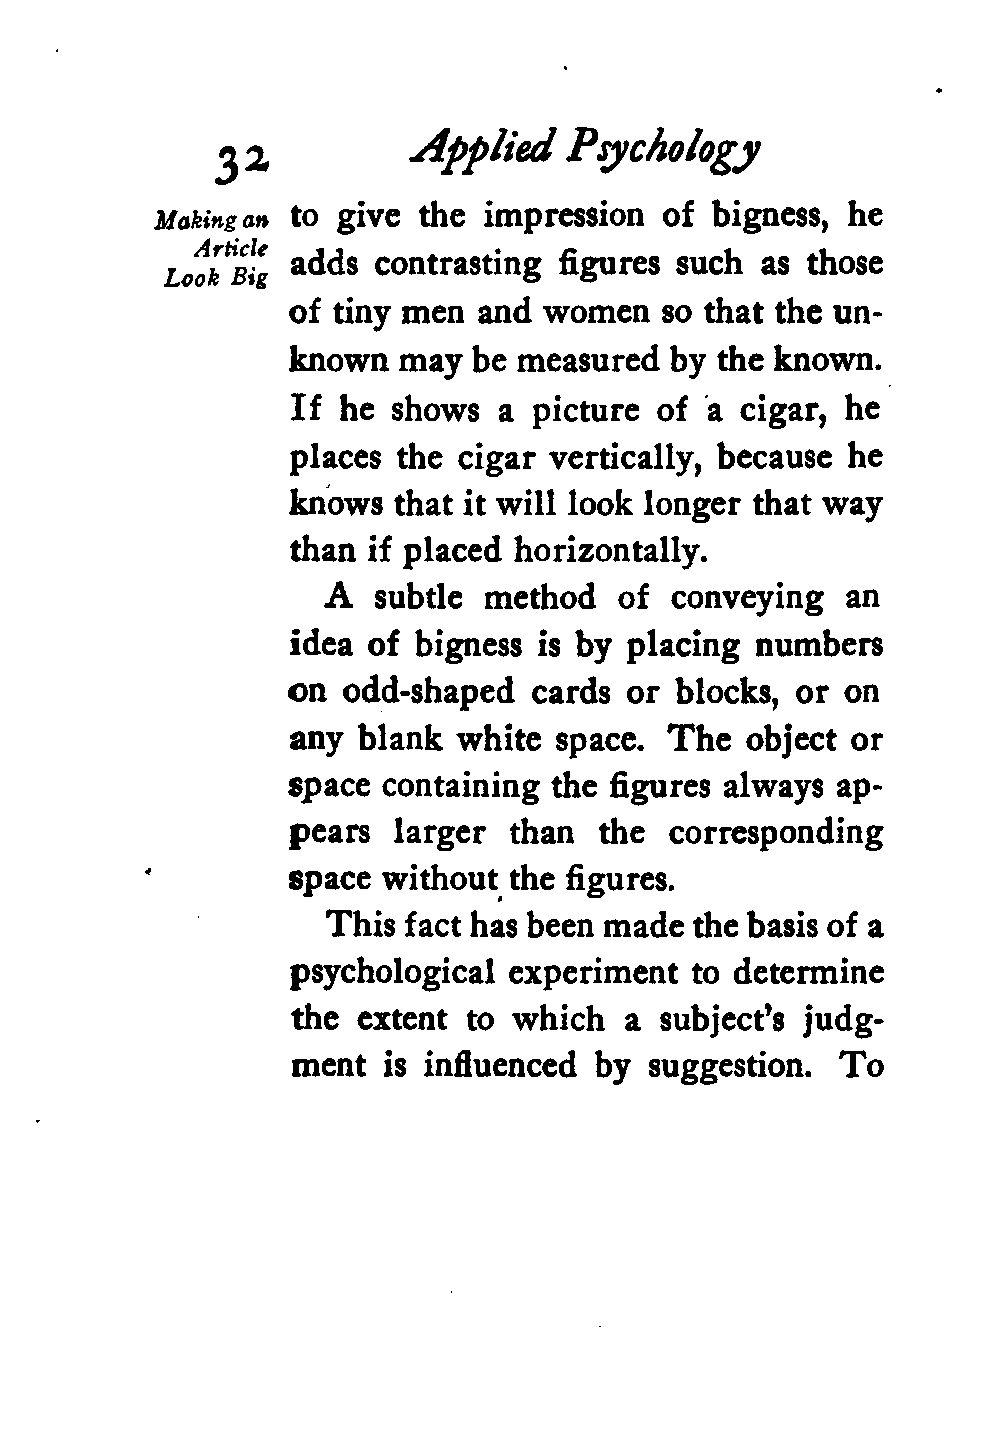 32 Applied Psychology
Making an
Article
Look Big
to give the impression of bigness, he
adds contrasting figures such as those
of tiny men and women so that the un-
known may be measured by the known.
If he shows a picture of a cigar, he
places the cigar vertically, because he
knows that it will look longer that way
than if placed horizontally.
A subtle method of conveying an
idea of bigness is by placing numbers
on odd-shaped cards or blocks, or on
any blank white space. The object or
space containing the figures always ap-
pears larger than the corresponding
space without the figures.
This fact has been made the basis of a
psychological experiment to determine
the extent to which a subject's judg-
ment is influenced by suggestion. To